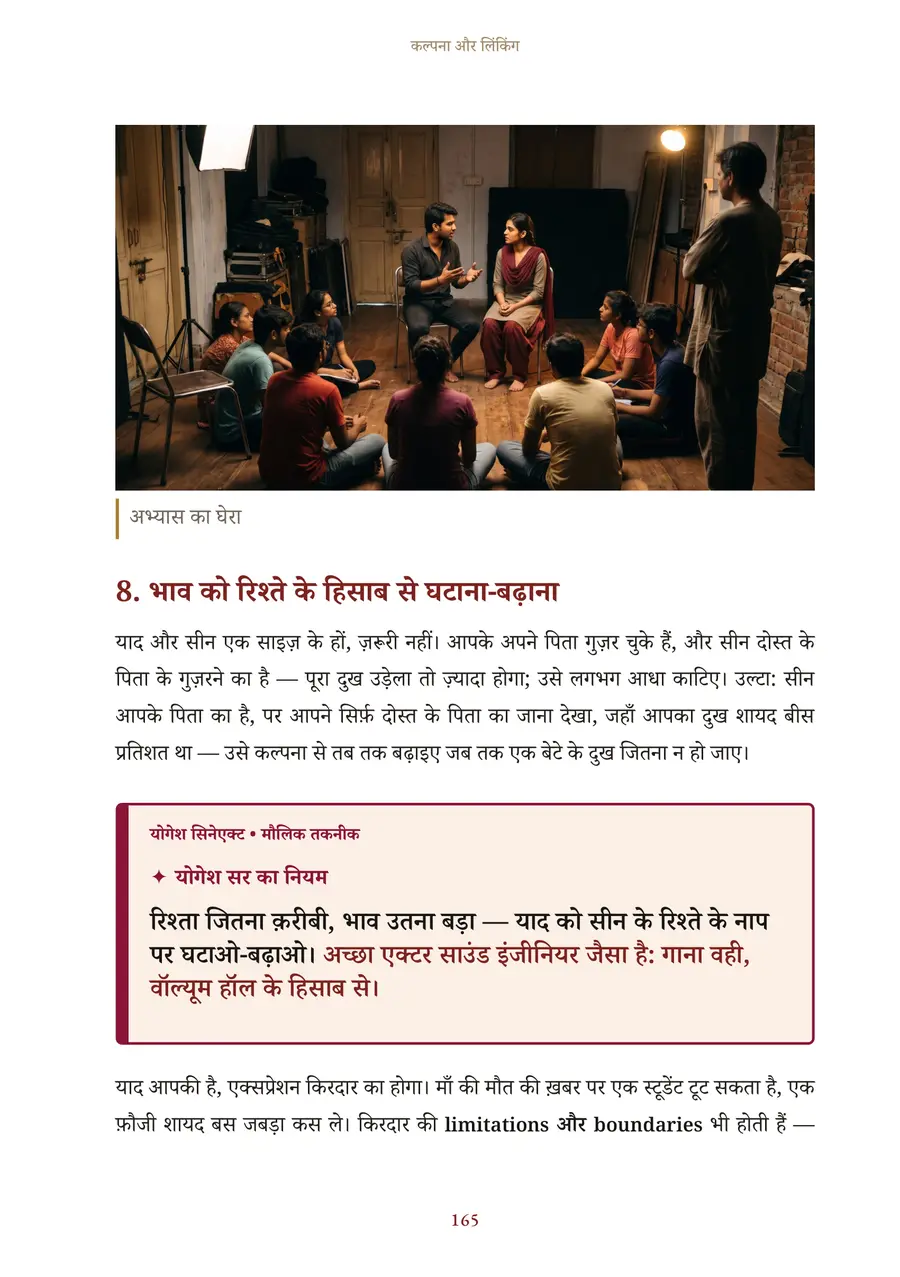 कल्पना और लिंकिंग
अभ्यास का घेरा
8. भाव को रिश्ते के हिसाब से घटाना-बढ़ाना
याद और सीन एक साइज़ के हों, ज़रूरी नहीं। आपके अपने पिता गुज़र चुके हैं, और सीन दोस्त के
पिता के गुज़रने का है — पूरा दुख उड़ेला तो ज़्यादा होगा; उसे लगभग आधा काटिए। उल्टा: सीन
आपके पिता का है, पर आपने सिर्फ़ दोस्त के पिता का जाना देखा, जहाँ आपका दुख शायद बीस
प्रतिशत था — उसे कल्पना से तब तक बढ़ाइए जब तक एक बेटे के दुख जितना न हो जाए।
योगेश सिनेएक्ट • मौलिक तकनीक
✦ योगेश सर का नियम
रिश्ता जितना क़रीबी, भाव उतना बड़ा — याद को सीन के रिश्ते के नाप
पर घटाओ-बढ़ाओ। अच्छा एक्टर साउंड इंजीनियर जैसा है: गाना वही,
वॉल्यूम हॉल के हिसाब से।
याद आपकी है, एक्सप्रेशन किरदार का होगा। माँ की मौत की ख़बर पर एक स्टूडेंट टूट सकता है, एक
फ़ौजी शायद बस जबड़ा कस ले। किरदार की limitations और boundaries भी होती हैं —
165